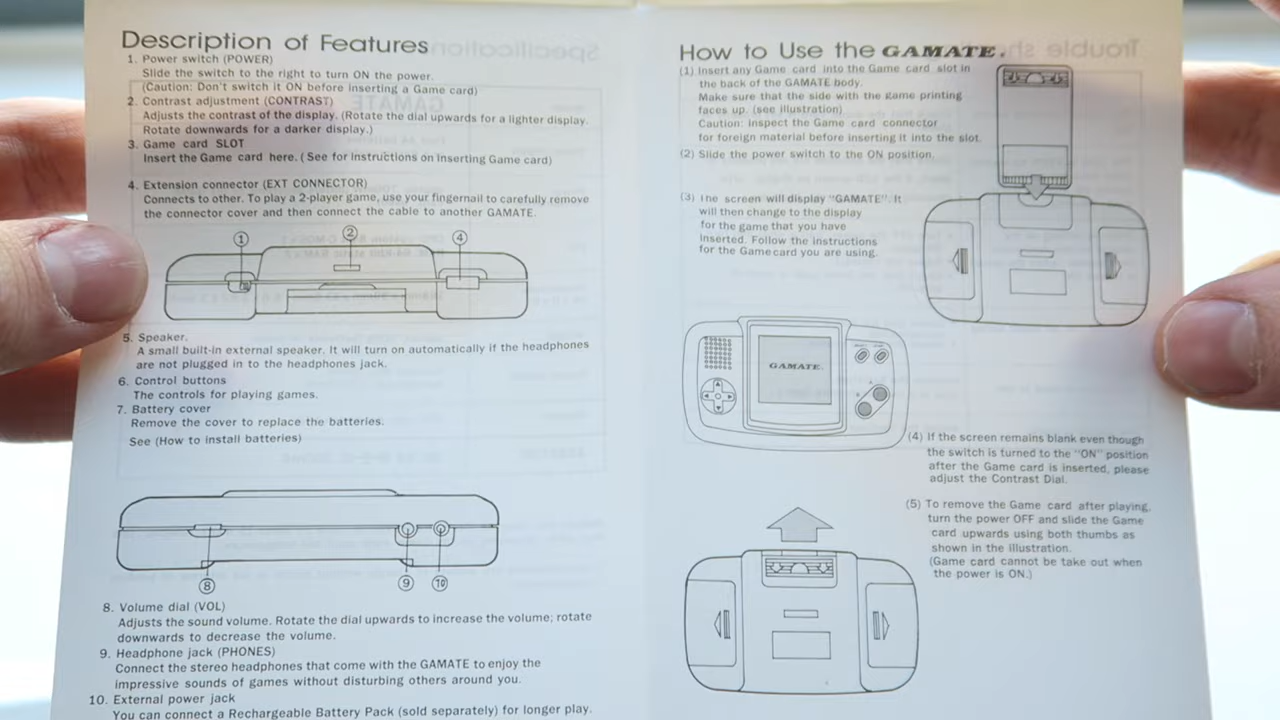 Description of Features
1. Power switch (POWER)
Slide the switch to the right to turn ON the power.
(Caution: Don't switch it ON before inserting a Game card)
2. Contrast adjustment (CONTRAST)
Adjusts the contrast of the display. (Rotate the dial upwards for a lighter display.
Rotate downwards for a darker display.)
3. Game card SLOT
Insert the Game card here. ( See for instructions on inserting Game card)
4. Extension connector (EXT CONNECTOR)
Connects to other. To play a 2-player game, use your fingernail to carefully remove
the connector cover and then connect the cable to another GAMATE.
① ② ④
5. Speaker.
A small built-in external speaker. It will turn on automatically if the headphones
are not plugged in to the headphones jack.
6. Control buttons
The controls for playing games.
7. Battery cover
Remove the cover to replace the batteries.
See (How to install batteries)
⑧ ⑨ ⑩
8. Volume dial (VOL)
Adjusts the sound volume. Rotate the dial upwards to increase the volume; rotate
downwards to decrease the volume.
9. Headphone jack (PHONES)
Connect the stereo headphones that come with the GAMATE to enjoy the
impressive sounds of games without disturbing others around you.
10. External power jack
You can connect a Rechargeable Battery Pack (sold separately) for longer play.
How to Use the GAMATE.
(1) Insert any Game card into the Game card slot in
the back of the GAMATE body.
Make sure that the side with the game printing
faces up. (see illustration)
Caution: inspect the Game card connector
for foreign material before inserting it into the slot.
(2) Slide the power switch to the ON position.
(3) The screen will display "GAMATE". It
will then change to the display
for the game that you have
inserted. Follow the instructions
for the Game card you are using.
GAMATE.
(4) If the screen remains blank even though
the switch is turned to the "ON" position
after the Game card is inserted, please
adjust the Contrast Dial.
(5) To remove the Game card after playing,
turn the power OFF and slide the Game
card upwards using both thumbs as
shown in the illustration.
(Game card cannot be take out when
the power is ON.)